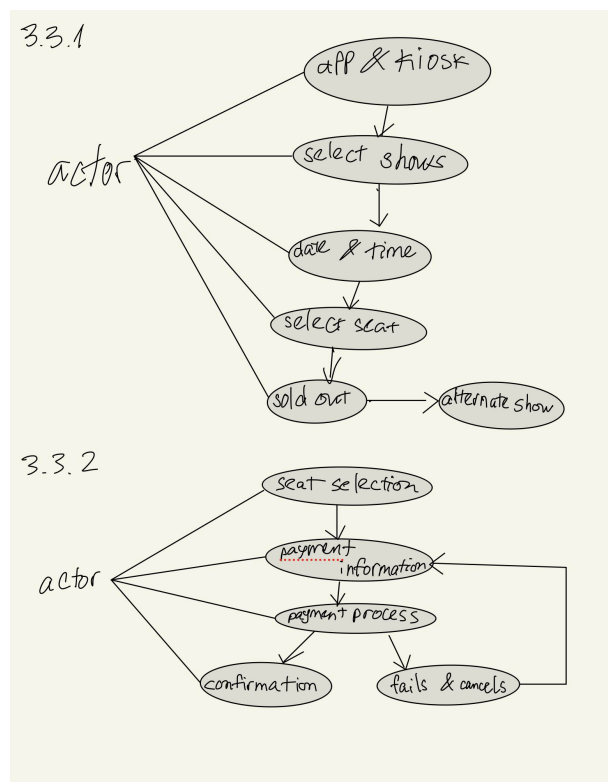 3.3.1
app & kiosk
select shows
actor
date & time
select seat
sold out
alternate show
3.3.2
seat selection
payment
information
actor
payment process
confirmation
fails & cancels